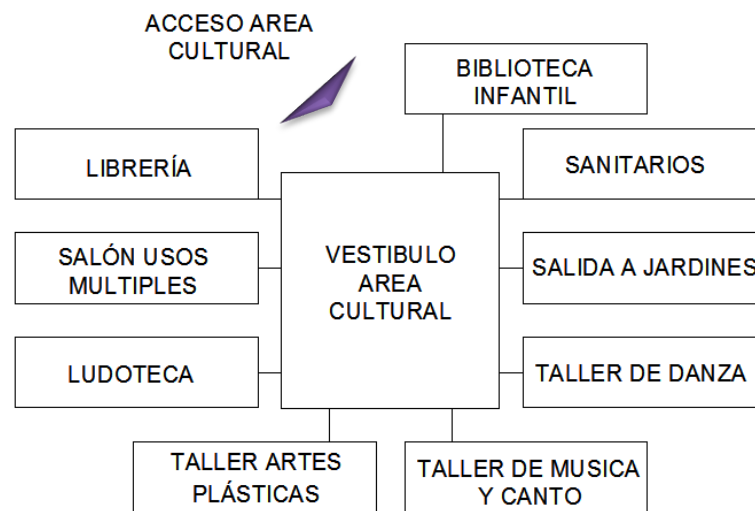 ACCESO AREA
CULTURAL
BIBLIOTECA
INFANTIL
LIBRERÍA
SANITARIOS
SALÓN USOS
MULTIPLES
VESTIBULO
AREA
CULTURAL
SALIDA A JARDINES
LUDOTECA
TALLER DE DANZA
TALLER ARTES
PLÁSTICAS
TALLER DE MUSICA
Y CANTO